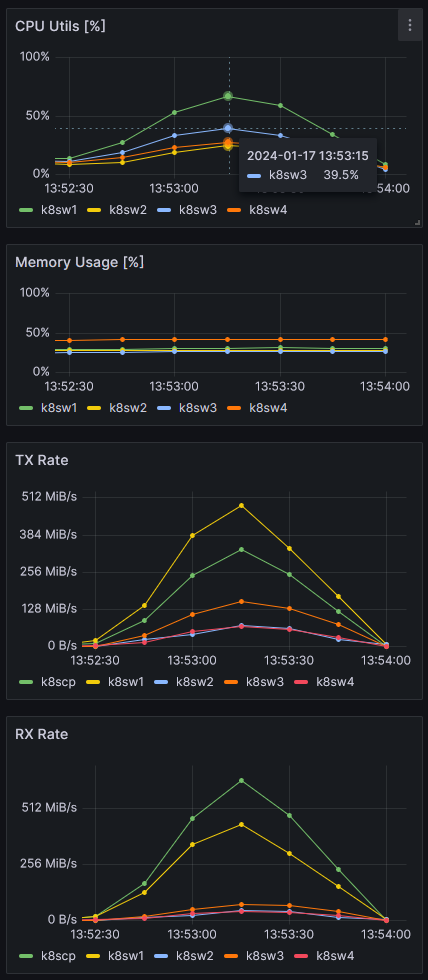 CPU Utils [%]
100%
50%
0%
2024-01-17 13:53:15
k8sw3 39.5%
13:52:30 13:53:00 13:54:00
k8sw1 k8sw2 k8sw3 k8sw4
Memory Usage [%]
100%
50%
0%
13:52:30 13:53:00 13:53:30 13:54:00
k8sw1 k8sw2 k8sw3 k8sw4
TX Rate
512 MiB/s
384 MiB/s
256 MiB/s
128 MiB/s
0 B/s
13:52:30 13:53:00 13:53:30 13:54:00
k8scp k8sw1 k8sw2 k8sw3 k8sw4
RX Rate
512 MiB/s
256 MiB/s
0 B/s
13:52:30 13:53:00 13:53:30 13:54:00
k8scp k8sw1 k8sw2 k8sw3 k8sw4